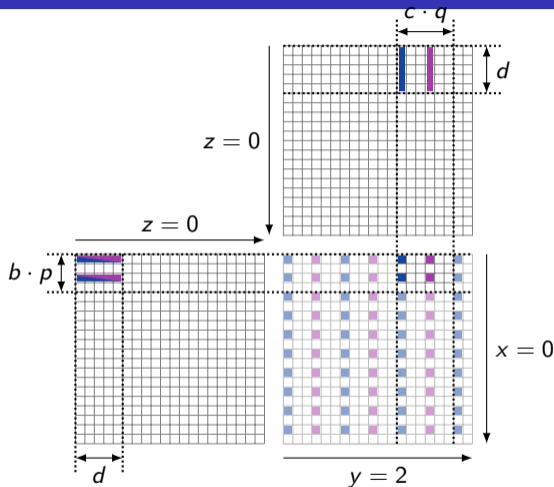 c · q
d
z = 0
z = 0
b · p
x = 0
d
y = 2